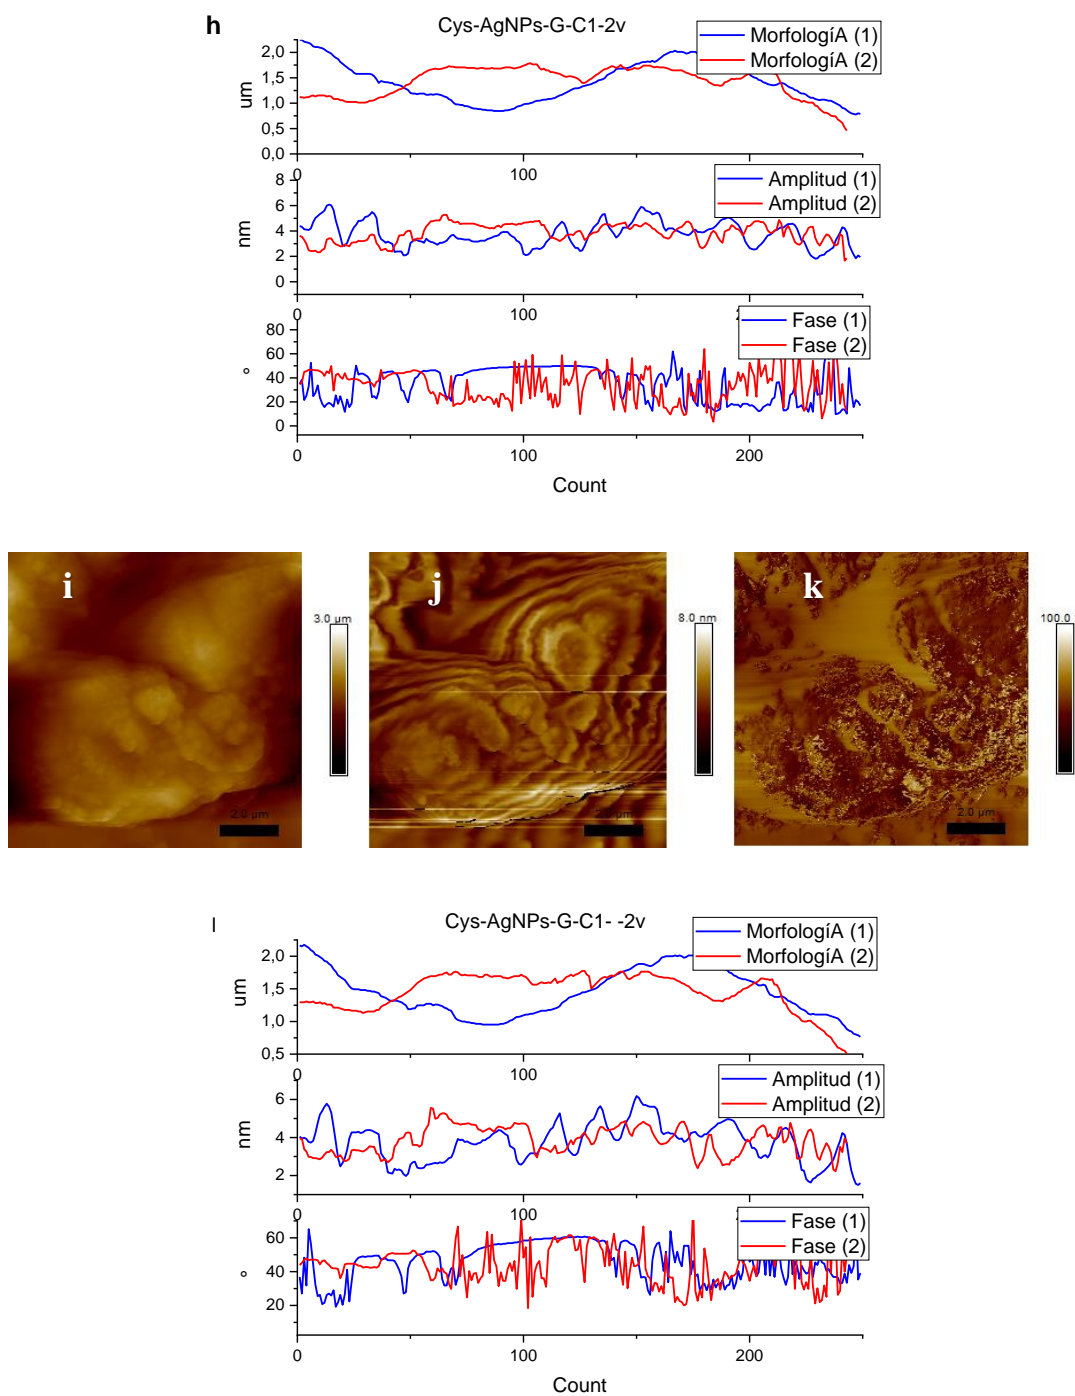 h
Cys-AgNPs-G-C1-2v
MorfologíA (1)
MorfologíA (2)
2,0
1,5
1,0
0,5
0,0
um
0
100
Amplitud (1)
Amplitud (2)
8
6
4
2
0
nm
0
100
2
Fase (1)
Fase (2)
80
60
40
20
0
°
0
100
200
Count
i
3.0 µm
2.0 µm
j
8.0 nm
2.0 µm
k
100.0
2.0 µm
l
Cys-AgNPs-G-C1- -2v
MorfologíA (1)
MorfologíA (2)
2,0
1,5
1,0
0,5
um
0
100
Amplitud (1)
Amplitud (2)
6
4
2
nm
0
100
Fase (1)
Fase (2)
60
40
20
°
0
100
200
Count